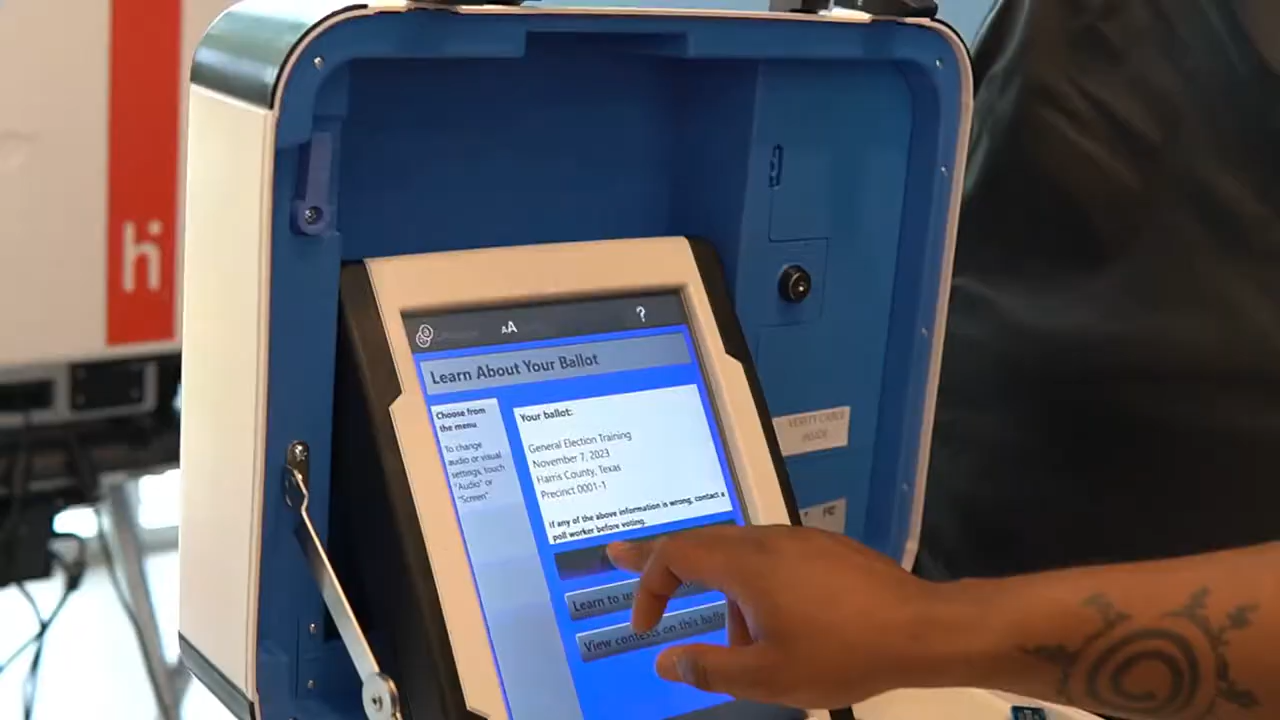 hi
AA
?
Learn About Your Ballot
Choose from
the menu
To change
audio or visual
settings, touch
"Audio" or
"Screen".
Your ballot:
General Election Training
November 7, 2023
Harris County, Texas
Precinct 0001-1
If any of the above information is wrong, contact a
poll worker before voting.
Learn to
View contests on this
VERITY CABLE
INSIDE